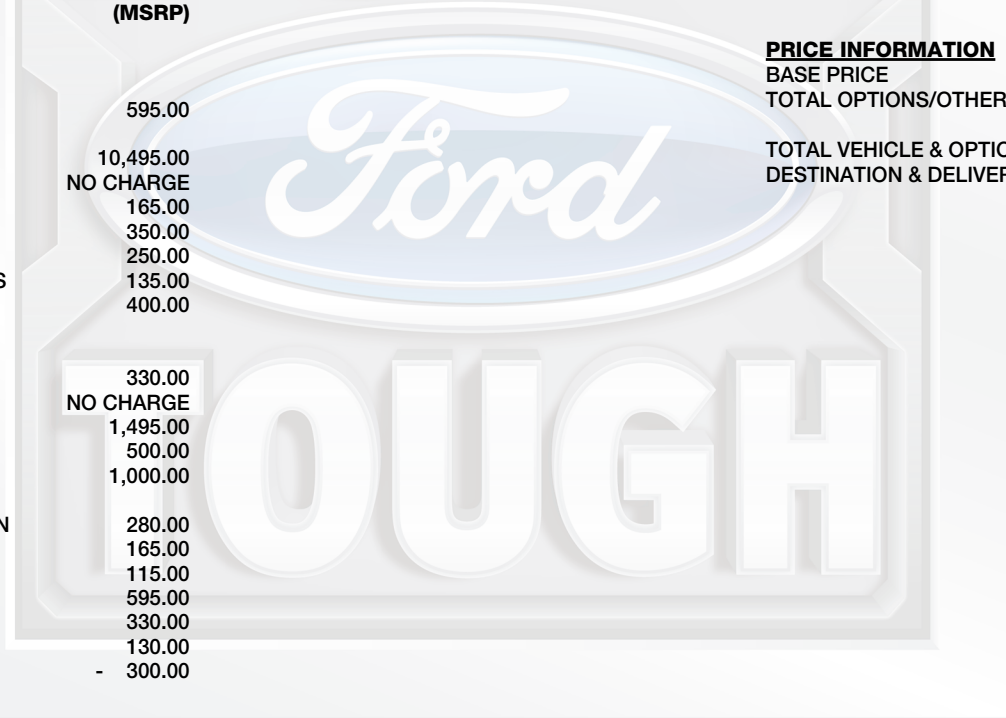 (MSRP)
PRICE INFORMATION
BASE PRICE
TOTAL OPTIONS/OTHER
TOTAL VEHICLE & OPTIO
DESTINATION & DELIVER
595.00
10,495.00
NO CHARGE
165.00
350.00
250.00
S 135.00
400.00
330.00
NO CHARGE
1,495.00
500.00
1,000.00
N 280.00
165.00
115.00
595.00
330.00
130.00
- 300.00
Ford
TOUGH